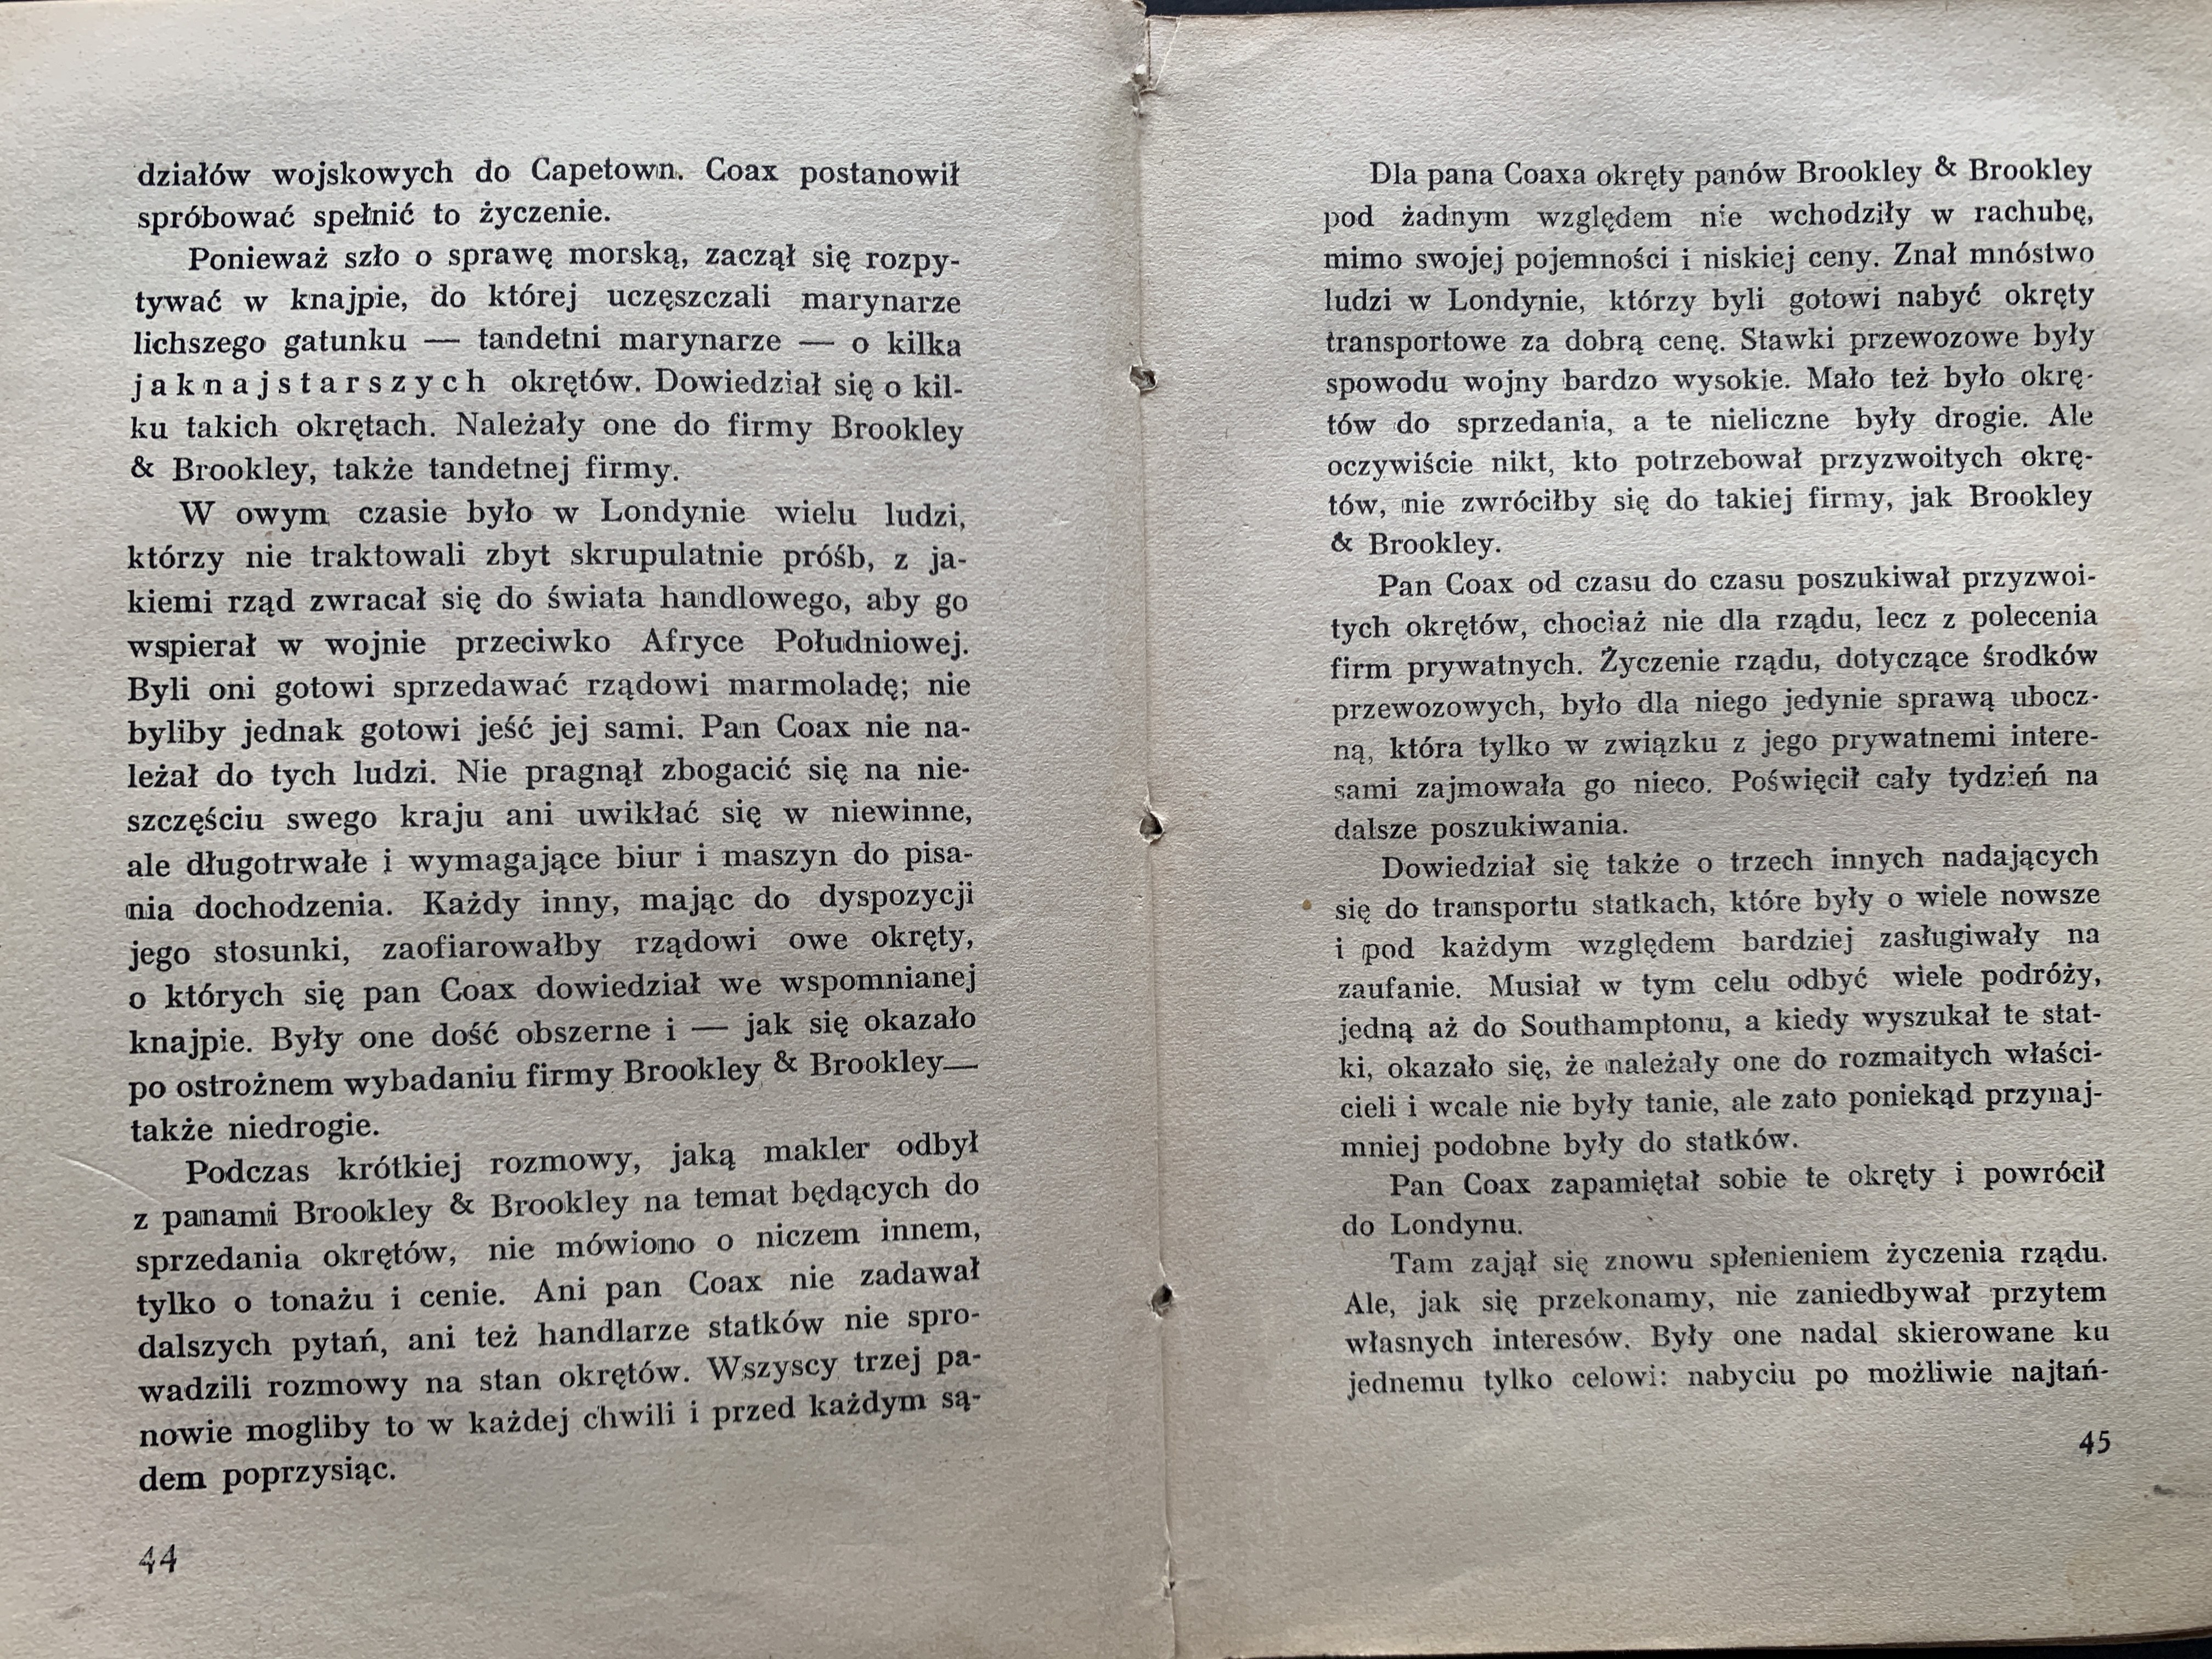 działów wojskowych do Capetown. Coax postanowił
spróbować spełnić to życzenie.
Ponieważ szło o sprawę morską, zaczął się rozpy-
tywać w knajpie, do której uczęszczali marynarze
lichszego gatunku — tandetni marynarze — o kilka
jaknajstarszych okrętów. Dowiedział się o kil-
ku takich okrętach. Należały one do firmy Brookley
& Brookley, także tandetnej firmy.
W owym czasie było w Londynie wielu ludzi,
którzy nie traktowali zbyt skrupulatnie próśb, z ja-
kiemi rząd zwracał się do świata handlowego, aby go
wspierał w wojnie przeciwko Afryce Południowej.
Byli oni gotowi sprzedawać rządowi marmoladę; nie
byliby jednak gotowi jeść jej sami. Pan Coax nie na-
leżał do tych ludzi. Nie pragnął zbogacić się na nie-
szczęściu swego kraju ani uwikłać się w niewinne,
ale długotrwałe i wymagające biur i maszyn do pisa-
nia dochodzenia. Każdy inny, mając do dyspozycji
jego stosunki, zaofiarowałby rządowi owe okręty,
o których się pan Coax dowiedział we wspomnianej
knajpie. Były one dość obszerne i — jak się okazało
po ostrożnem wybadaniu firmy Brookley & Brookley—
także niedrogie.
Podczas krótkiej rozmowy, jaką makler odbył
z panami Brookley & Brookley na temat będących do
sprzedania okrętów, nie mówiono o niczem innem,
tylko o tonażu i cenie. Ani pan Coax nie zadawał
dalszych pytań, ani też handlarze statków nie spro-
wadzili rozmowy na stan okrętów. Wszyscy trzej pa-
nowie mogliby to w każdej chwili i przed każdym są-
dem poprzysiąc.
44
Dla pana Coaxa okręty panów Brookley & Brookley
pod żadnym względem nie wchodziły w rachubę,
mimo swojej pojemności i niskiej ceny. Znał mnóstwo
ludzi w Londynie, którzy byli gotowi nabyć okręty
transportowe za dobrą cenę. Stawki przewozowe były
spowodu wojny bardzo wysokie. Mało też było okrę-
tów do sprzedania, a te nieliczne były drogie. Ale
oczywiście nikt, kto potrzebował przyzwoitych okrę-
tów, nie zwróciłby się do takiej firmy, jak Brookley
& Brookley.
Pan Coax od czasu do czasu poszukiwał przyzwoi-
tych okrętów, chociaż nie dla rządu, lecz z polecenia
firm prywatnych. Życzenie rządu, dotyczące środków
przewozowych, było dla niego jedynie sprawą ubocz-
ną, która tylko w związku z jego prywatnemi intere-
sami zajmowała go nieco. Poświęcił cały tydzień na
dalsze poszukiwania.
Dowiedział się także o trzech innych nadających
się do transportu statkach, które były o wiele nowsze
i pod każdym względem bardziej zasługiwały na
zaufanie. Musiał w tym celu odbyć wiele podróży,
jedną aż do Southamptonu, a kiedy wyszukał te stat-
ki, okazało się, że należały one do rozmaitych właści-
cieli i wcale nie były tanie, ale zato poniekąd przynaj-
mniej podobne były do statków.
Pan Coax zapamiętał sobie te okręty i powrócił
do Londynu.
Tam zajął się znowu spłenieniem życzenia rządu.
Ale, jak się przekonamy, nie zaniedbywał przytem
własnych interesów. Były one nadal skierowane ku
jednemu tylko celowi: nabyciu po możliwie najtań-
45